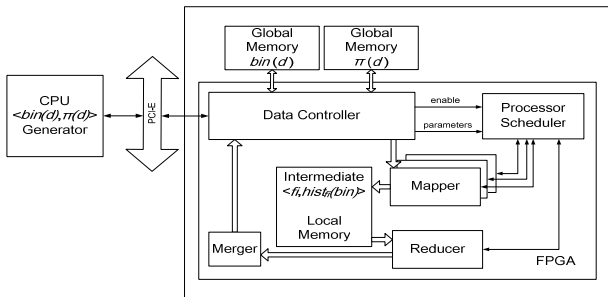 Global
Memory
bin(d)
Global
Memory
π(d)
CPU
<bin(d),π(d)>
Generator
PCI-E
Data Controller
enable
parameters
Processor
Scheduler
Intermediate
<fi,hist_fi(bin)>
Local
Memory
Mapper
Merger
Reducer
FPGA